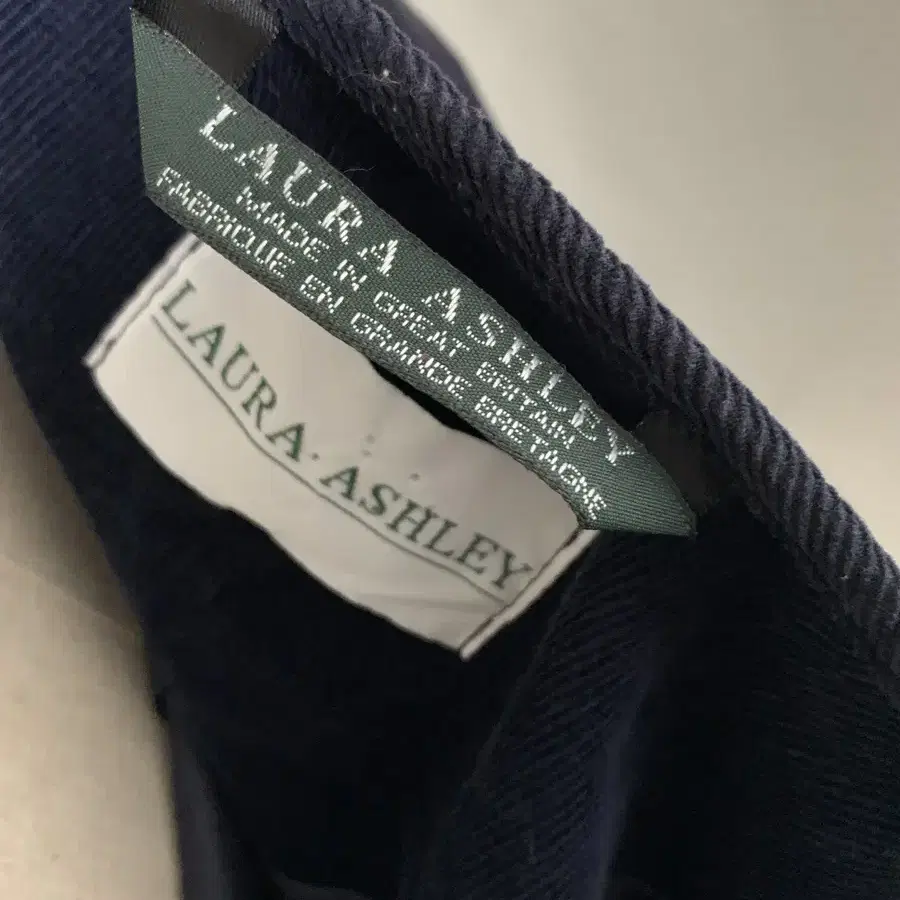 LAURA ASHLEY
MADE IN GREAT BRITAIN
FABRIQUE EN GRANDE BRETAGNE
LAURA ASHLEY